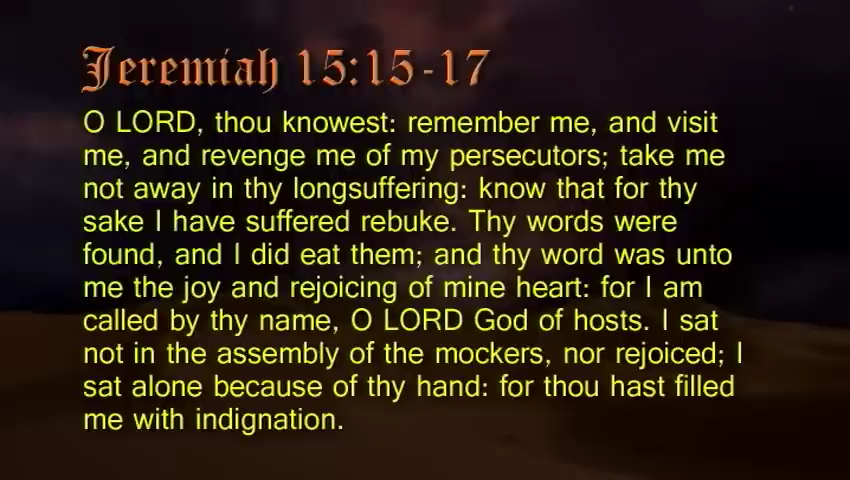 Jeremiah 15:15-17
O LORD, thou knowest: remember me, and visit
me, and revenge me of my persecutors; take me
not away in thy longsuffering: know that for thy
sake I have suffered rebuke. Thy words were
found, and I did eat them; and thy word was unto
me the joy and rejoicing of mine heart: for I am
called by thy name, O LORD God of hosts. I sat
not in the assembly of the mockers, nor rejoiced; I
sat alone because of thy hand: for thou hast filled
me with indignation.